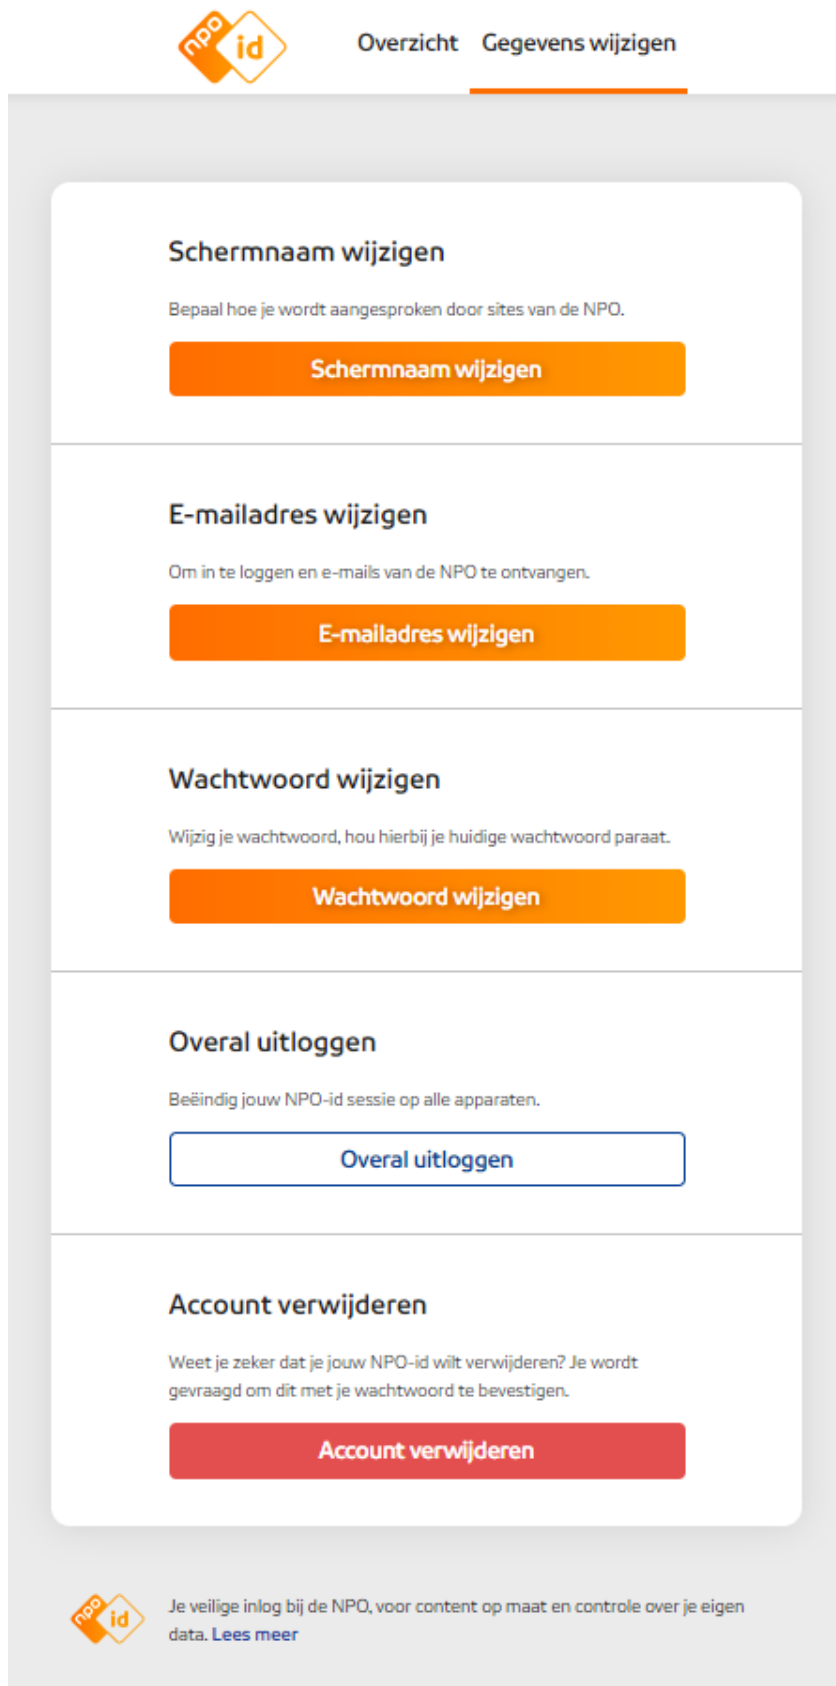 npo id
Overzicht Gegevens wijzigen
Schermnaam wijzigen
Bepaal hoe je wordt aangesproken door sites van de NPO.
Schermnaam wijzigen
E-mailadres wijzigen
Om in te loggen en e-mails van de NPO te ontvangen.
E-mailadres wijzigen
Wachtwoord wijzigen
Wijzig je wachtwoord, hou hierbij je huidige wachtwoord paraat.
Wachtwoord wijzigen
Overal uitloggen
Beëindig jouw NPO-id sessie op alle apparaten.
Overal uitloggen
Account verwijderen
Weet je zeker dat je jouw NPO-id wilt verwijderen? Je wordt
gevraagd om dit met je wachtwoord te bevestigen.
Account verwijderen
npo id
Je veilige inlog bij de NPO, voor content op maat en controle over je eigen
data. Lees meer